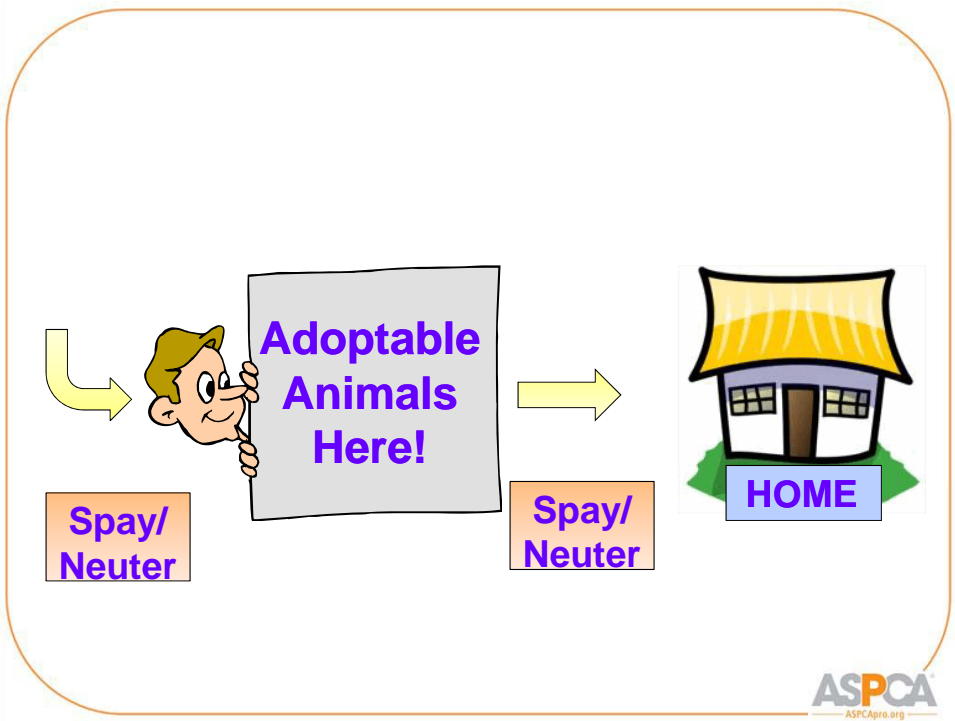 Adoptable
Animals
Here!
Spay/
Neuter
Spay/
Neuter
HOME
ASPCA
ASPCApro.org